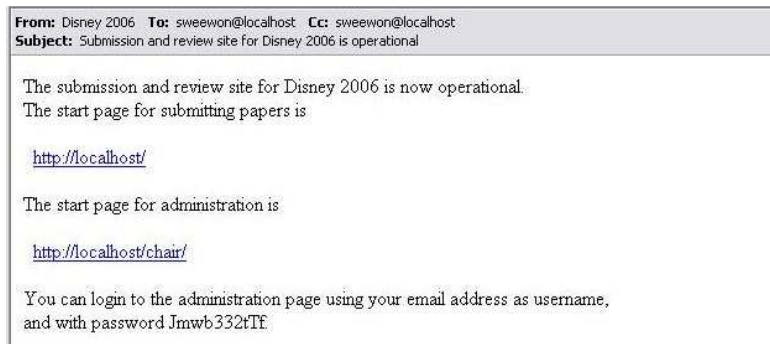 From: Disney 2006 To: sweewon@localhost Cc: sweewon@localhost
Subject: Submission and review site for Disney 2006 is operational
The submission and review site for Disney 2006 is now operational.
The start page for submitting papers is
http://localhost/
The start page for administration is
http://localhost/chair/
You can login to the administration page using your email address as username,
and with password Jmwb332tTf.